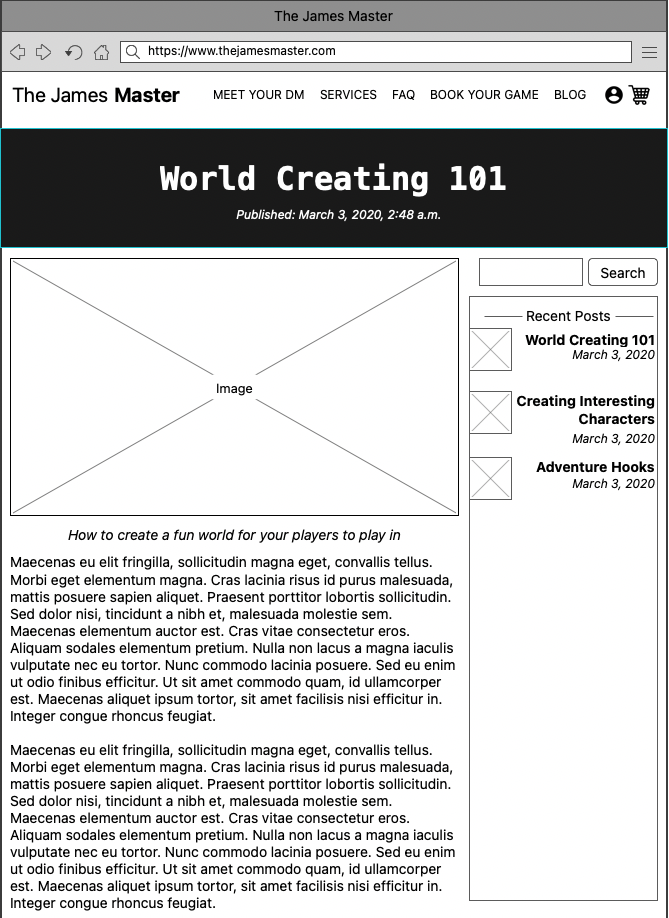 The James Master
https://www.thejamesmaster.com
The James Master
MEET YOUR DM SERVICES FAQ BOOK YOUR GAME BLOG
World Creating 101
Published: March 3, 2020, 2:48 a.m.
Image
How to create a fun world for your players to play in
Maecenas eu elit fringilla, sollicitudin magna eget, convallis tellus.
Morbi eget elementum magna. Cras lacinia risus id purus malesuada,
mattis posuere sapien aliquet. Praesent porttitor lobortis sollicitudin.
Sed dolor nisi, tincidunt a nibh et, malesuada molestie sem.
Maecenas elementum auctor est. Cras vitae consectetur eros.
Aliquam sodales elementum pretium. Nulla non lacus a magna iaculis
vulputate nec eu tortor. Nunc commodo lacinia posuere. Sed eu enim
ut odio finibus efficitur. Ut sit amet commodo quam, id ullamcorper
est. Maecenas aliquet ipsum tortor, sit amet facilisis nisi efficitur in.
Integer congue rhoncus feugiat.
Maecenas eu elit fringilla, sollicitudin magna eget, convallis tellus.
Morbi eget elementum magna. Cras lacinia risus id purus malesuada,
mattis posuere sapien aliquet. Praesent porttitor lobortis sollicitudin.
Sed dolor nisi, tincidunt a nibh et, malesuada molestie sem.
Maecenas elementum auctor est. Cras vitae consectetur eros.
Aliquam sodales elementum pretium. Nulla non lacus a magna iaculis
vulputate nec eu tortor. Nunc commodo lacinia posuere. Sed eu enim
ut odio finibus efficitur. Ut sit amet commodo quam, id ullamcorper
est. Maecenas aliquet ipsum tortor, sit amet facilisis nisi efficitur in.
Integer congue rhoncus feugiat.
Search
Recent Posts
World Creating 101
March 3, 2020
Creating Interesting
Characters
March 3, 2020
Adventure Hooks
March 3, 2020